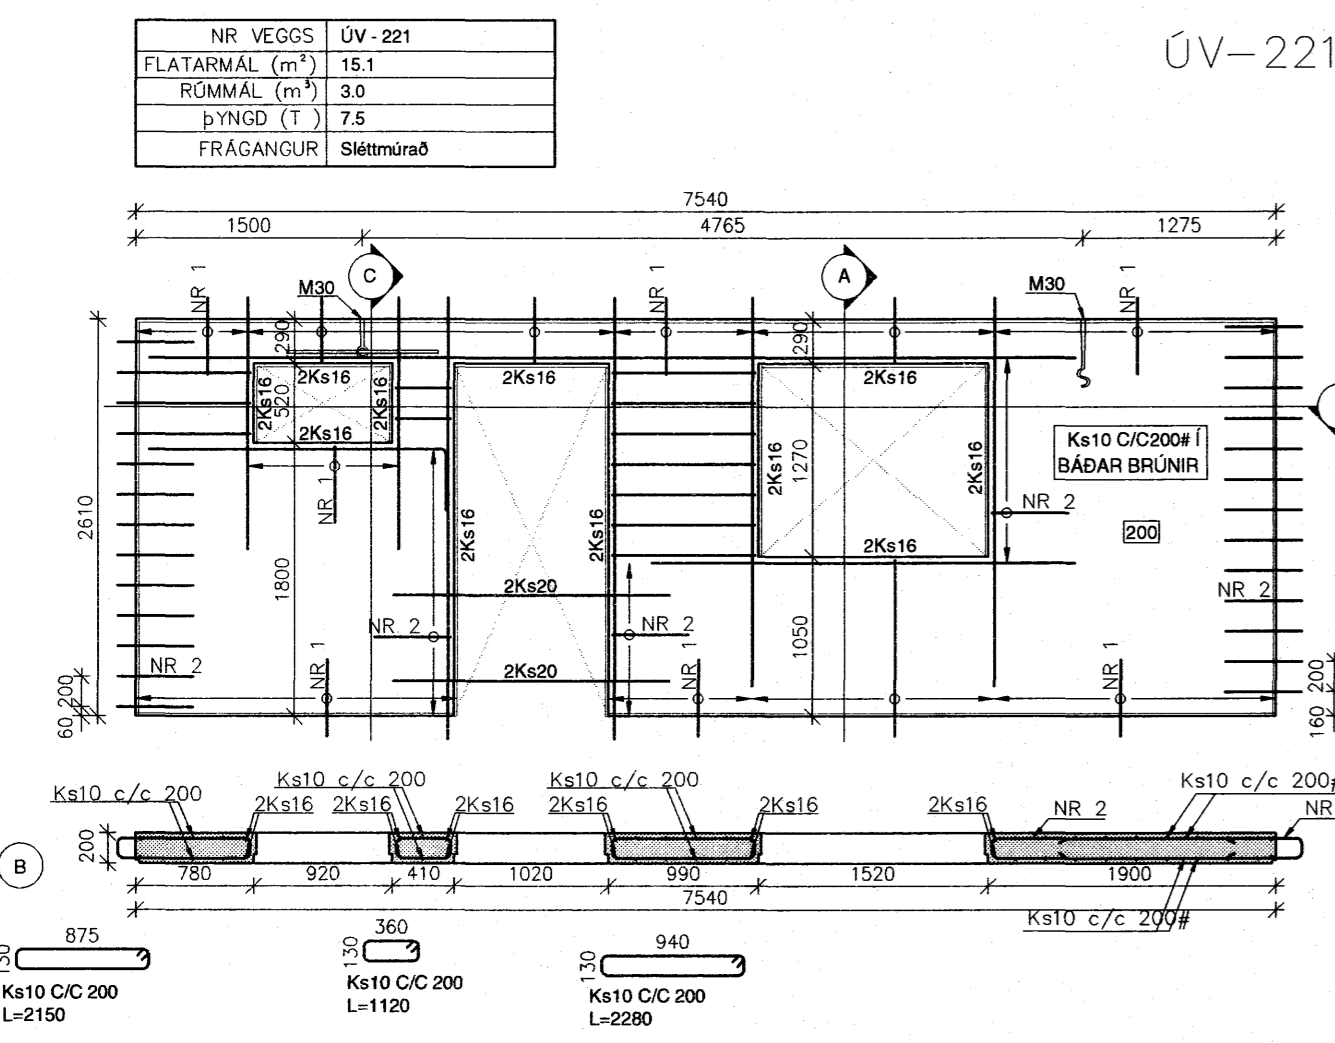 ÚV-221
NR VEGGS ÚV - 221
FLATARMÁL (m²) 15.1
RÚMMÁL (m³) 3.0
ÞYNGD (T ) 7.5
FRÁGANGUR Sléttmúrað
7540
1500 4765 1275
C A
NR 1 M30 NR 1 M30 NR 1
290 290
2Ks16 2Ks16 2Ks16
2Ks16 520 2Ks16
2Ks16
2Ks16 1270 2Ks16
Ks10 C/C200# Í
BÁÐAR BRÚNIR
2610
NR 1
2Ks16 2Ks16
NR 2
200
2Ks16
1800
2Ks20
NR 2
NR 2 NR 2
1050
NR 2
2Ks20
NR 1 NR 1 NR 1
200 200
60 160
Ks10 c/c 200 Ks10 c/c 200 Ks10 c/c 200 Ks10 c/c 200#
2Ks16 2Ks16 2Ks16 2Ks16 2Ks16 2Ks16 NR 2 NR
200
B
780 920 410 1020 990 1520 1900
7540
Ks10 c/c 200#
875 360 940
130 130 130
Ks10 C/C 200
L=2150
Ks10 C/C 200
L=1120
Ks10 C/C 200
L=2280